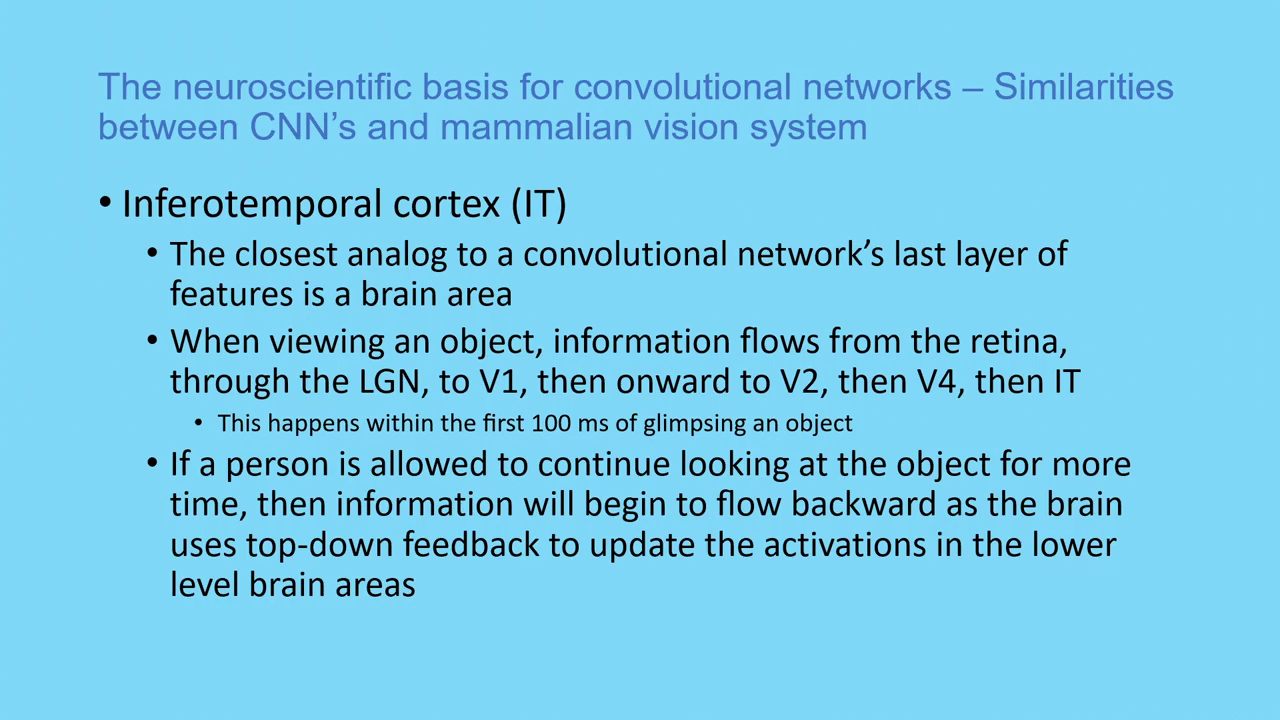 The neuroscientific basis for convolutional networks – Similarities
between CNN’s and mammalian vision system
• Inferotemporal cortex (IT)
• The closest analog to a convolutional network’s last layer of
features is a brain area
• When viewing an object, information flows from the retina,
through the LGN, to V1, then onward to V2, then V4, then IT
• This happens within the first 100 ms of glimpsing an object
• If a person is allowed to continue looking at the object for more
time, then information will begin to flow backward as the brain
uses top-down feedback to update the activations in the lower
level brain areas